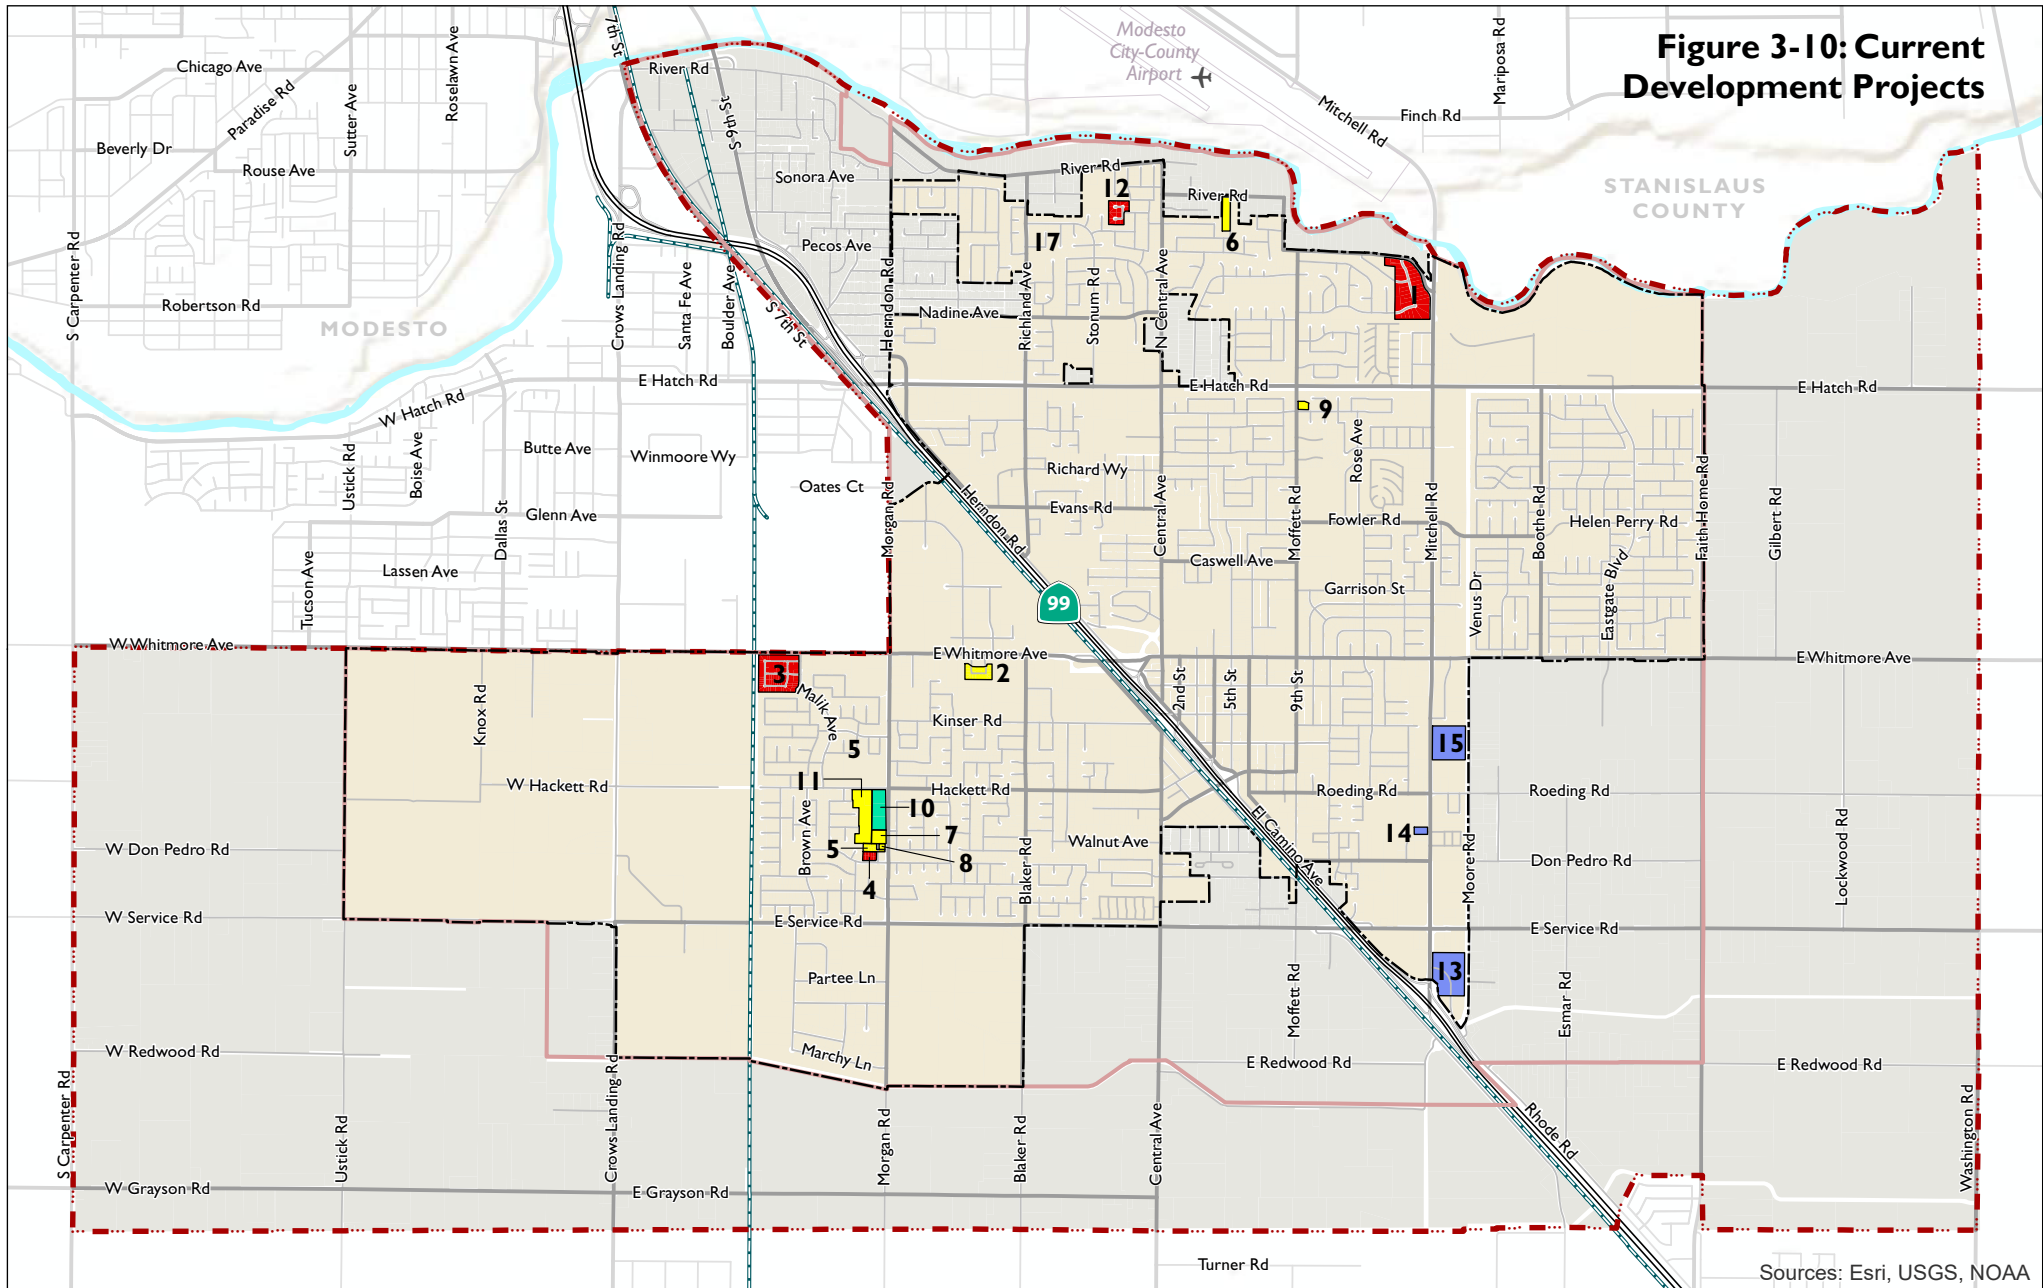 Figure 3-10: Current
Development Projects
7th St
River Rd
S 9th St
Chicago Ave
Paradise Rd
Sutter Ave
Roselawn Ave
Beverly Dr
Rouse Ave
Modesto
City-County
Airport
Mitchell Rd
Finch Rd
Mariposa Rd
STANISLAUS
COUNTY
Sonora Ave
River Rd
12
River Rd
6
Pecos Ave
17
S Carpenter Rd
Robertson Rd
MODESTO
Crows Landing Rd
Santa Fe Ave
Boulder Ave
S 7th St
Herndon Rd
Nadine Ave
Richland Ave
Stonum Rd
N Central Ave
1
E Hatch Rd
E Hatch Rd
E Hatch Rd
W Hatch Rd
9
Ustick Rd
Boise Ave
Butte Ave
Winmoore Wy
Oates Ct
Richard Wy
Rose Ave
Dallas St
Glenn Ave
Morgan Rd
Herndon Rd
Evans Rd
Central Ave
Moffett Rd
Fowler Rd
Mitchell Rd
Boothe Rd
Helen Perry Rd
Faith Home Rd
Gilbert Rd
Tucson Ave
Lassen Ave
Caswell Ave
Garrison St
Venus Dr
Eastgate Blvd
99
W Whitmore Ave
E Whitmore Ave
E Whitmore Ave
3
2
Malik Ave
Knox Rd
Kinser Rd
2nd St
5th St
9th St
5
15
W Hackett Rd
11
Hackett Rd
10
Roeding Rd
Roeding Rd
Brown Ave
7
El Camino Ave
14
W Don Pedro Rd
5
8
Walnut Ave
Blaker Rd
Don Pedro Rd
Moore Rd
Lockwood Rd
4
W Service Rd
E Service Rd
E Service Rd
13
Partee Ln
Moffett Rd
Esmar Rd
W Redwood Rd
Marchy Ln
E Redwood Rd
E Redwood Rd
S Carpenter Rd
Ustick Rd
Crows Landing Rd
Morgan Rd
Blaker Rd
Central Ave
Rhode Rd
Washington Rd
W Grayson Rd
E Grayson Rd
Turner Rd
Sources: Esri, USGS, NOAA